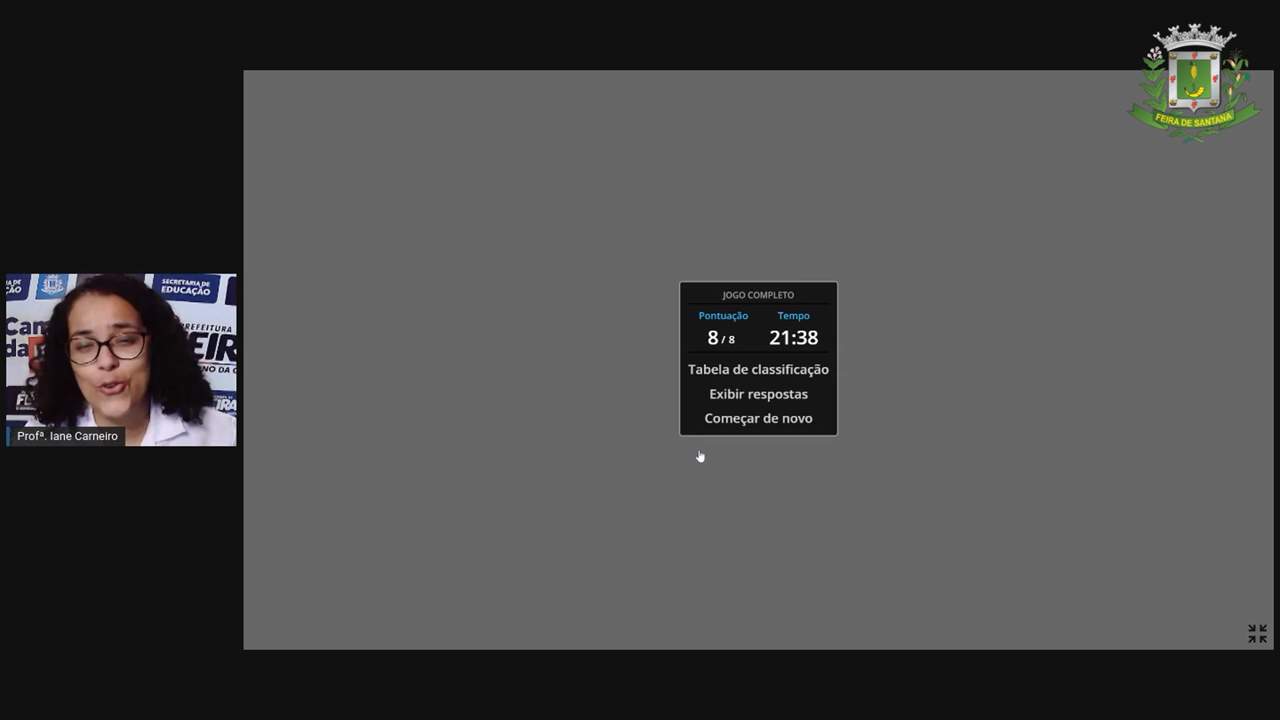 FEIRA DE SANTANA
SECRETARIA DE
EDUCAÇÃO
PREFEITURA
Profª. Iane Carneiro
JOGO COMPLETO
Pontuação Tempo
8 / 8 21:38
Tabela de classificação
Exibir respostas
Começar de novo